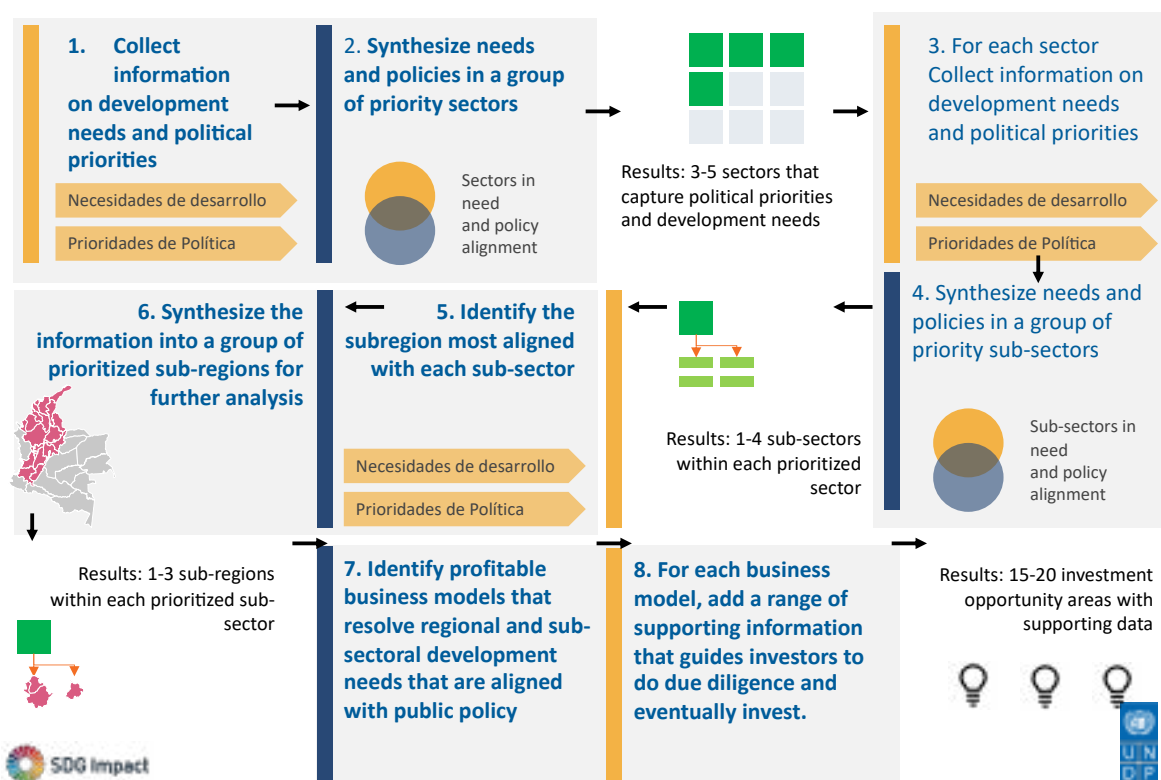 1. Collect
information
on development
needs and political
priorities
Necesidades de desarrollo
Prioridades de Política
2. Synthesize needs
and policies in a group
of priority sectors
Sectors in
need
and policy
alignment
Results: 3-5 sectors that
capture political priorities
and development needs
3. For each sector
Collect information on
development needs
and political priorities
Necesidades de desarrollo
Prioridades de Política
4. Synthesize needs and
policies in a group of
priority sub-sectors
Sub-sectors in
need
and policy
alignment
Results: 1-4 sub-sectors
within each prioritized
sector
5. Identify the
subregion most aligned
with each sub-sector
Necesidades de desarrollo
Prioridades de Política
6. Synthesize the
information into a group of
prioritized sub-regions for
further analysis
Results: 1-3 sub-regions
within each prioritized sub-
sector
7. Identify profitable
business models that
resolve regional and sub-
sectoral development
needs that are aligned
with public policy
8. For each business
model, add a range of
supporting information
that guides investors to
do due diligence and
eventually invest.
Results: 15-20 investment
opportunity areas with
supporting data
SDG Impact
U N
D P